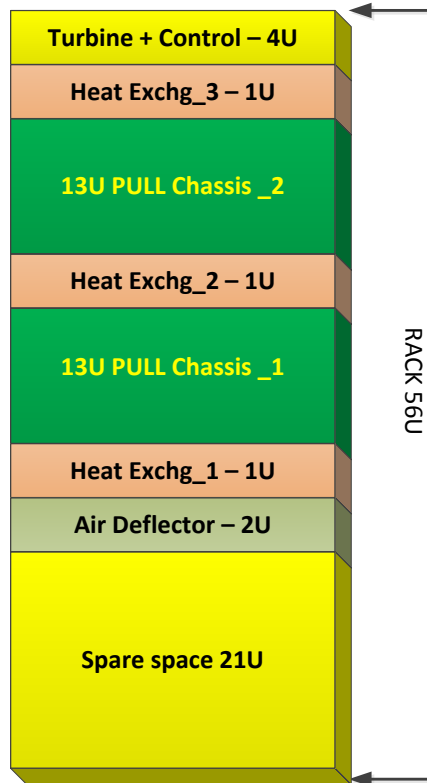 Turbine + Control – 4U
Heat Exchg_3 – 1U
13U PULL Chassis _2
Heat Exchg_2 – 1U
13U PULL Chassis _1
Heat Exchg_1 – 1U
Air Deflector – 2U
Spare space 21U
RACK 56U